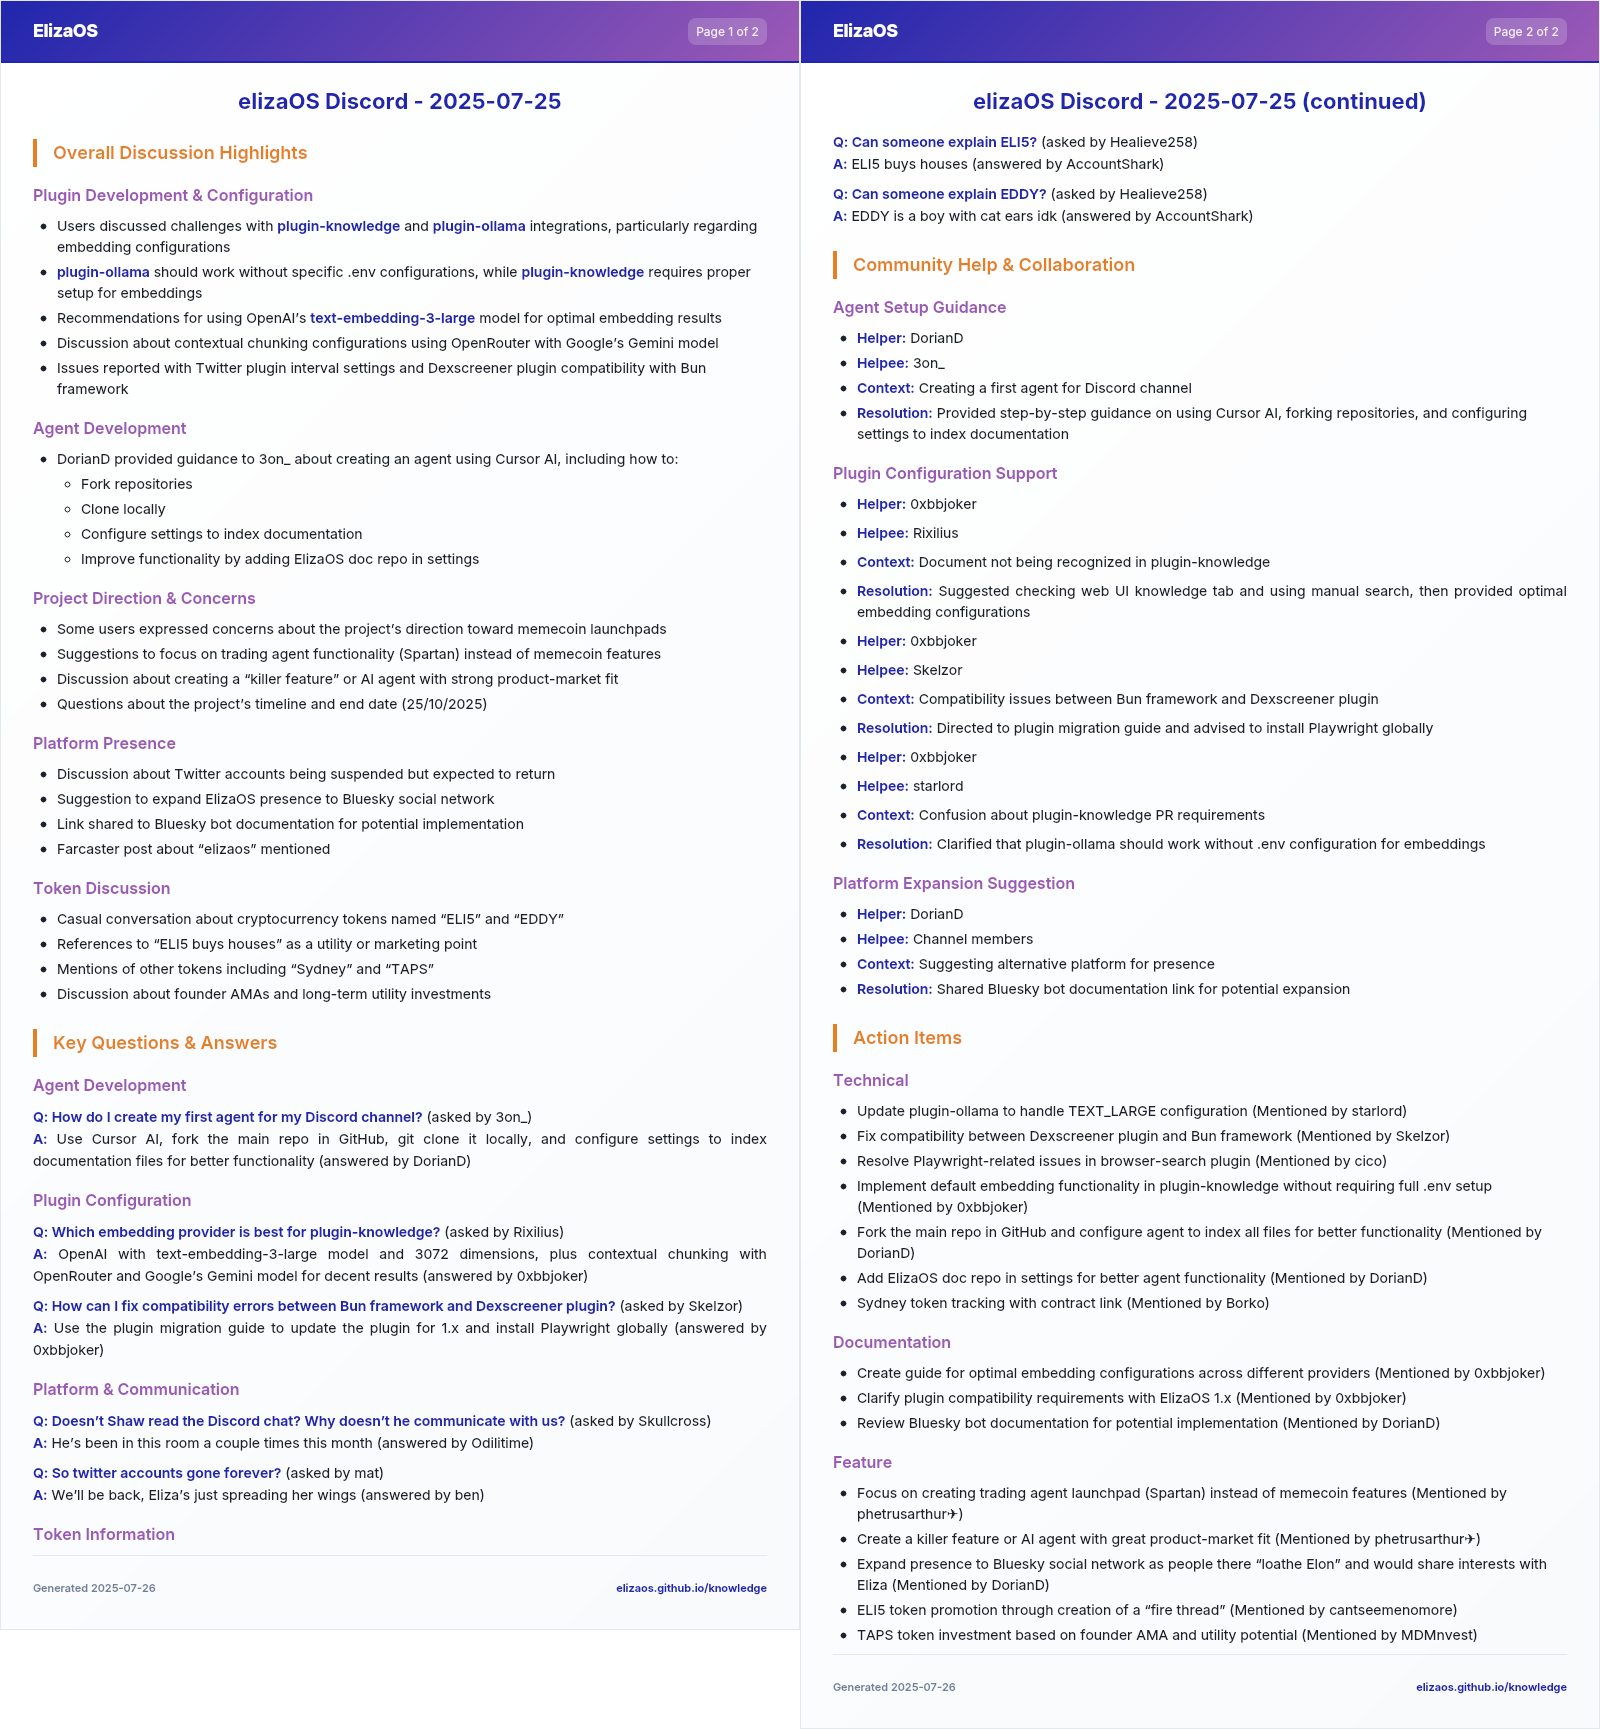 ElizaOS
Page 1 of 2
elizaOS Discord - 2025-07-25
Overall Discussion Highlights
Plugin Development & Configuration
• Users discussed challenges with plugin-knowledge and plugin-ollama integrations, particularly regarding
embedding configurations
• plugin-ollama should work without specific .env configurations, while plugin-knowledge requires proper
setup for embeddings
• Recommendations for using OpenAI’s text-embedding-3-large model for optimal embedding results
• Discussion about contextual chunking configurations using OpenRouter with Google’s Gemini model
• Issues reported with Twitter plugin interval settings and Dexscreener plugin compatibility with Bun
framework
Agent Development
• DorianD provided guidance to 3on_ about creating an agent using Cursor AI, including how to:
◦ Fork repositories
◦ Clone locally
◦ Configure settings to index documentation
◦ Improve functionality by adding ElizaOS doc repo in settings
Project Direction & Concerns
• Some users expressed concerns about the project’s direction toward memecoin launchpads
• Suggestions to focus on trading agent functionality (Spartan) instead of memecoin features
• Discussion about creating a “killer feature” or AI agent with strong product-market fit
• Questions about the project’s timeline and end date (25/10/2025)
Platform Presence
• Discussion about Twitter accounts being suspended but expected to return
• Suggestion to expand ElizaOS presence to Bluesky social network
• Link shared to Bluesky bot documentation for potential implementation
• Farcaster post about “elizaos” mentioned
Token Discussion
• Casual conversation about cryptocurrency tokens named “ELI5” and “EDDY”
• References to “ELI5 buys houses” as a utility or marketing point
• Mentions of other tokens including “Sydney” and “TAPS”
• Discussion about founder AMAs and long-term utility investments
Key Questions & Answers
Agent Development
Q: How do I create my first agent for my Discord channel? (asked by 3on_)
A: Use Cursor AI, fork the main repo in GitHub, git clone it locally, and configure settings to index
documentation files for better functionality (answered by DorianD)
Plugin Configuration
Q: Which embedding provider is best for plugin-knowledge? (asked by Rixilius)
A: OpenAI with text-embedding-3-large model and 3072 dimensions, plus contextual chunking with
OpenRouter and Google’s Gemini model for decent results (answered by 0xbbjoker)
Q: How can I fix compatibility errors between Bun framework and Dexscreener plugin? (asked by Skelzor)
A: Use the plugin migration guide to update the plugin for 1.x and install Playwright globally (answered by
0xbbjoker)
Platform & Communication
Q: Doesn’t Shaw read the Discord chat? Why doesn’t he communicate with us? (asked by Skullcross)
A: He’s been in this room a couple times this month (answered by Odilitime)
Q: So twitter accounts gone forever? (asked by mat)
A: We’ll be back, Eliza’s just spreading her wings (answered by ben)
Token Information
Generated 2025-07-26
elizaos.github.io/knowledge
ElizaOS
Page 2 of 2
elizaOS Discord - 2025-07-25 (continued)
Q: Can someone explain ELI5? (asked by Healieve258)
A: ELI5 buys houses (answered by AccountShark)
Q: Can someone explain EDDY? (asked by Healieve258)
A: EDDY is a boy with cat ears idk (answered by AccountShark)
Community Help & Collaboration
Agent Setup Guidance
• Helper: DorianD
• Helpee: 3on_
• Context: Creating a first agent for Discord channel
• Resolution: Provided step-by-step guidance on using Cursor AI, forking repositories, and configuring
settings to index documentation
Plugin Configuration Support
• Helper: 0xbbjoker
• Helpee: Rixilius
• Context: Document not being recognized in plugin-knowledge
• Resolution: Suggested checking web UI knowledge tab and using manual search, then provided optimal
embedding configurations
• Helper: 0xbbjoker
• Helpee: Skelzor
• Context: Compatibility issues between Bun framework and Dexscreener plugin
• Resolution: Directed to plugin migration guide and advised to install Playwright globally
• Helper: 0xbbjoker
• Helpee: starlord
• Context: Confusion about plugin-knowledge PR requirements
• Resolution: Clarified that plugin-ollama should work without .env configuration for embeddings
Platform Expansion Suggestion
• Helper: DorianD
• Helpee: Channel members
• Context: Suggesting alternative platform for presence
• Resolution: Shared Bluesky bot documentation link for potential expansion
Action Items
Technical
• Update plugin-ollama to handle TEXT_LARGE configuration (Mentioned by starlord)
• Fix compatibility between Dexscreener plugin and Bun framework (Mentioned by Skelzor)
• Resolve Playwright-related issues in browser-search plugin (Mentioned by cico)
• Implement default embedding functionality in plugin-knowledge without requiring full .env setup
(Mentioned by 0xbbjoker)
• Fork the main repo in GitHub and configure agent to index all files for better functionality (Mentioned by
DorianD)
• Add ElizaOS doc repo in settings for better agent functionality (Mentioned by DorianD)
• Sydney token tracking with contract link (Mentioned by Borko)
Documentation
• Create guide for optimal embedding configurations across different providers (Mentioned by 0xbbjoker)
• Clarify plugin compatibility requirements with ElizaOS 1.x (Mentioned by 0xbbjoker)
• Review Bluesky bot documentation for potential implementation (Mentioned by DorianD)
Feature
• Focus on creating trading agent launchpad (Spartan) instead of memecoin features (Mentioned by
phetrusarthur✈)
• Create a killer feature or AI agent with great product-market fit (Mentioned by phetrusarthur✈)
• Expand presence to Bluesky social network as people there “loathe Elon” and would share interests with
Eliza (Mentioned by DorianD)
• ELI5 token promotion through creation of a “fire thread” (Mentioned by cantseemenomore)
• TAPS token investment based on founder AMA and utility potential (Mentioned by MDMnvest)
Generated 2025-07-26
elizaos.github.io/knowledge